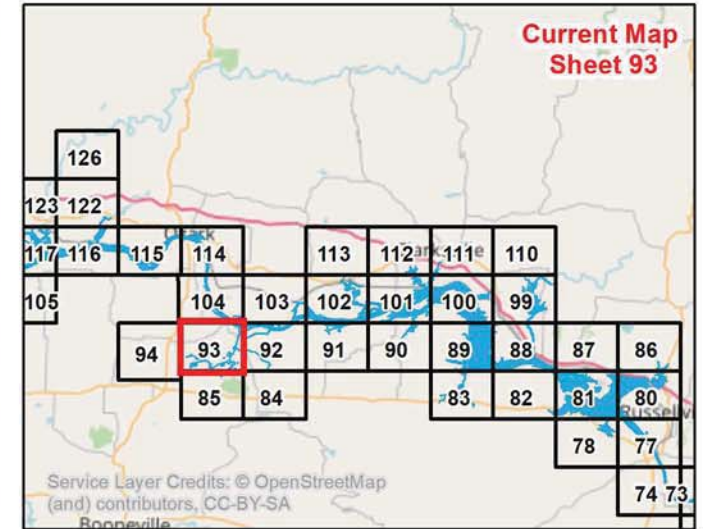 Current Map
Sheet 93
126
123 122
117 116 115 114 113 112 111 110
105 104 103 102 101 100 99
94 93 92 91 90 89 88 87 86
85 84 83 82 81 80
78 77
74 73
Service Layer Credits: © OpenStreetMap
(and) contributors, CC-BY-SA
Booneville